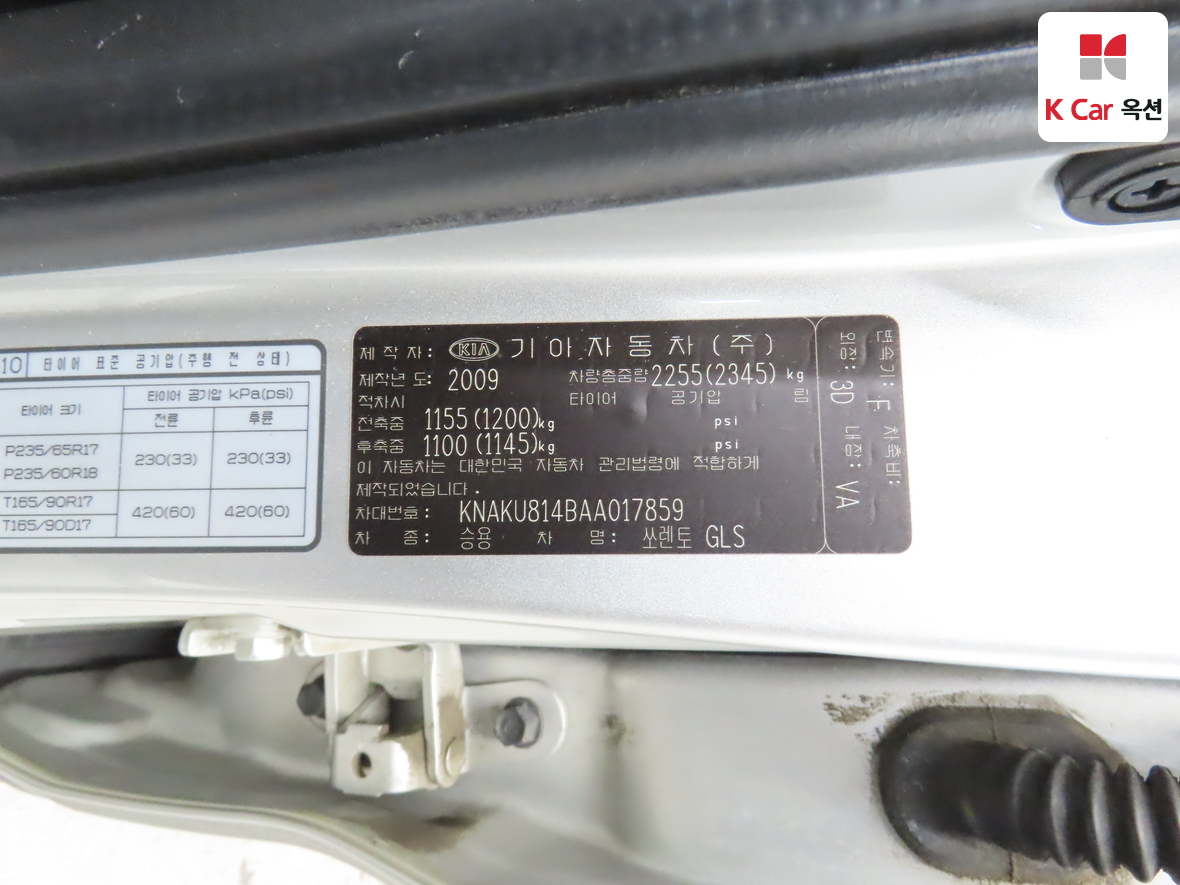 K Car 옥션
10 타이어 표준 공기압(주행 전 상태)
타이어 크기 타이어 공기압 kPa(psi)
전륜 후륜
P235/65R17
P235/60R18
230(33) 230(33)
T165/90R17
T165/90D17
420(60) 420(60)
제 작 자: KIA 기아자동차(주)
제작년 도: 2009 차량총중량 2255(2345) kg
적차시 타이어 공기압 림
전축중 1155 (1200)kg psi
후축중 1100 (1145)kg psi
이 자동차는 대한민국 자동차 관리법령에 적합하게
제작되었습니다.
차대번호: KNAKU814BAA017859
차 종: 승용 차 명: 쏘렌토 GLS
변속기: F 차축비:
외장: 3D 내장: VA